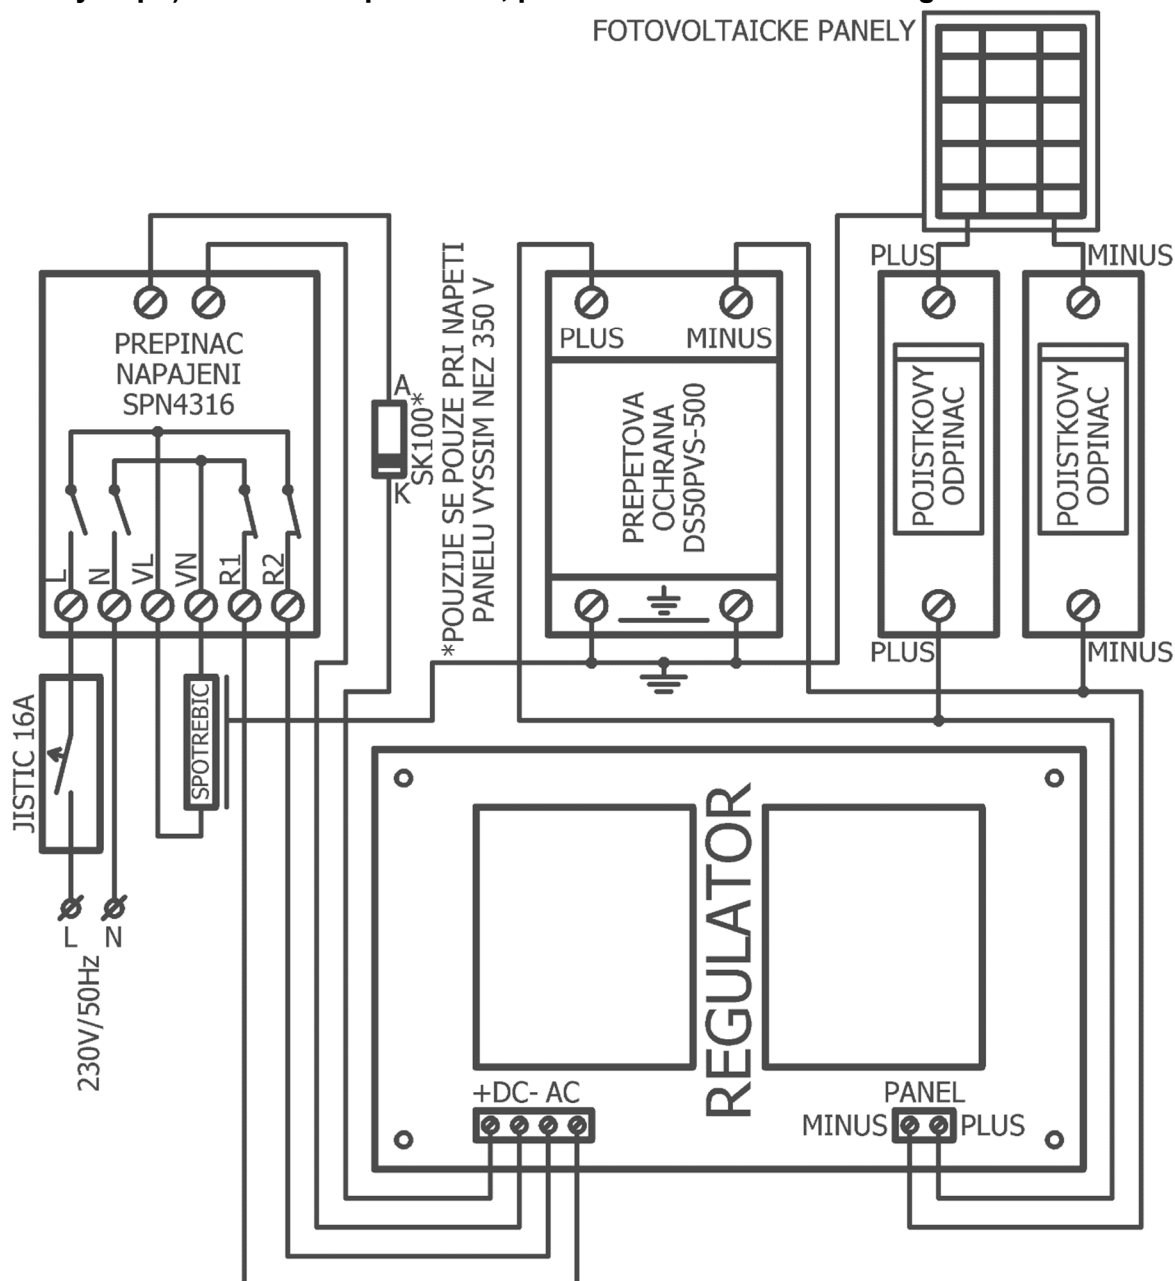 FOTOVOLTAICKE PANELY
PLUS
MINUS
PREPINAC
NAPAJENI
SPN4316
L
N
VL
VN
R1
R2
A
SK100*
K
*POUZIJE SE POUZE PRI NAPETI
PANELU VYSSIM NEZ 350 V
PLUS
MINUS
PREPETOVA
OCHRANA
DS50PVS-500
POJISTKOVY
ODPINAC
POJISTKOVY
ODPINAC
PLUS
MINUS
JISTIC 16A
SPOTREBIC
L
N
230V/50Hz
REGULATOR
+DC- AC
PANEL
MINUS
PLUS